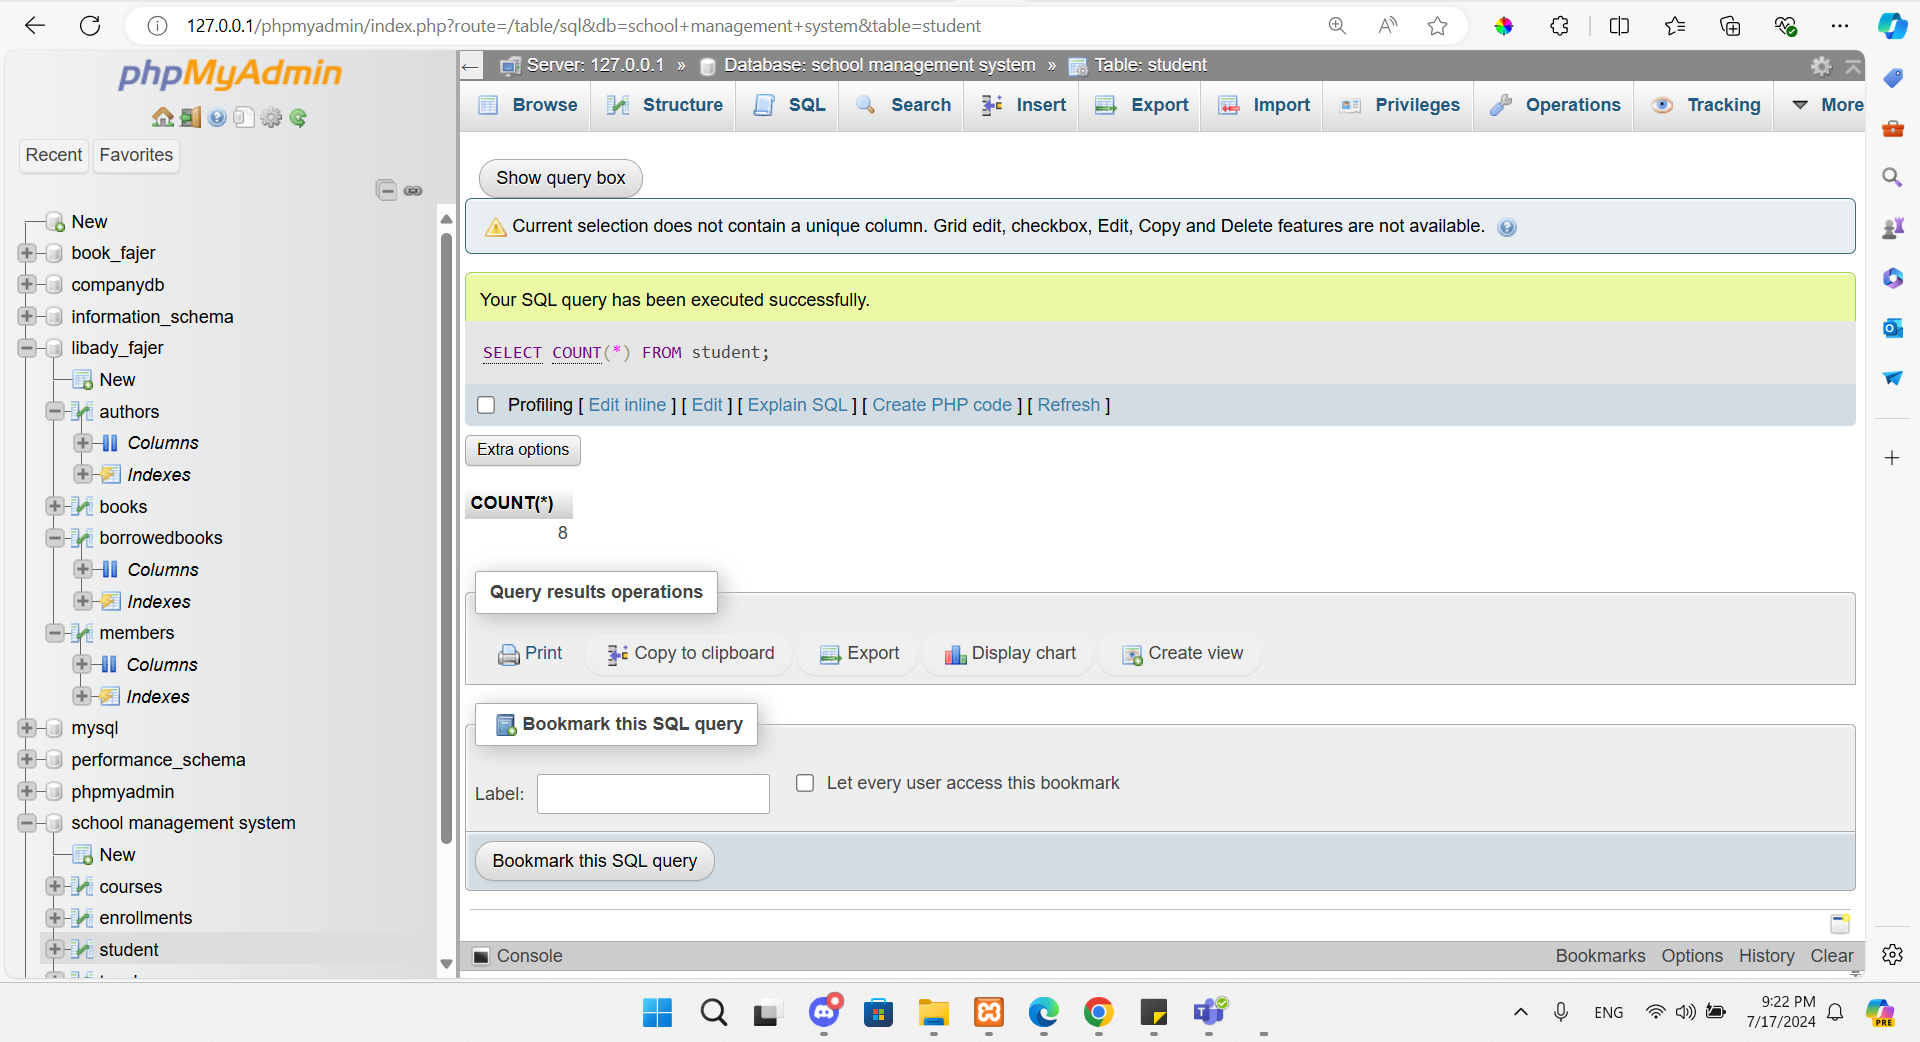 127.0.0.1/phpmyadmin/index.php?route=/table/sql&db=school+management+system&table=student
phpMyAdmin
Recent
Favorites
New
book_fajer
companydb
information_schema
libady_fajer
New
authors
Columns
Indexes
books
borrowedbooks
Columns
Indexes
members
Columns
Indexes
mysql
performance_schema
phpmyadmin
school management system
New
courses
enrollments
student
Server: 127.0.0.1 » Database: school management system » Table: student
Browse Structure SQL Search Insert Export Import Privileges Operations Tracking More
Show query box
Current selection does not contain a unique column. Grid edit, checkbox, Edit, Copy and Delete features are not available.
Your SQL query has been executed successfully.
SELECT COUNT(*) FROM student;
Profiling [ Edit inline ] [ Edit ] [ Explain SQL ] [ Create PHP code ] [ Refresh ]
Extra options
COUNT(*)
8
Query results operations
Print Copy to clipboard Export Display chart Create view
Bookmark this SQL query
Label:
Let every user access this bookmark
Bookmark this SQL query
Console
Bookmarks Options History Clear
ENG
9:22 PM
7/17/2024
PRE